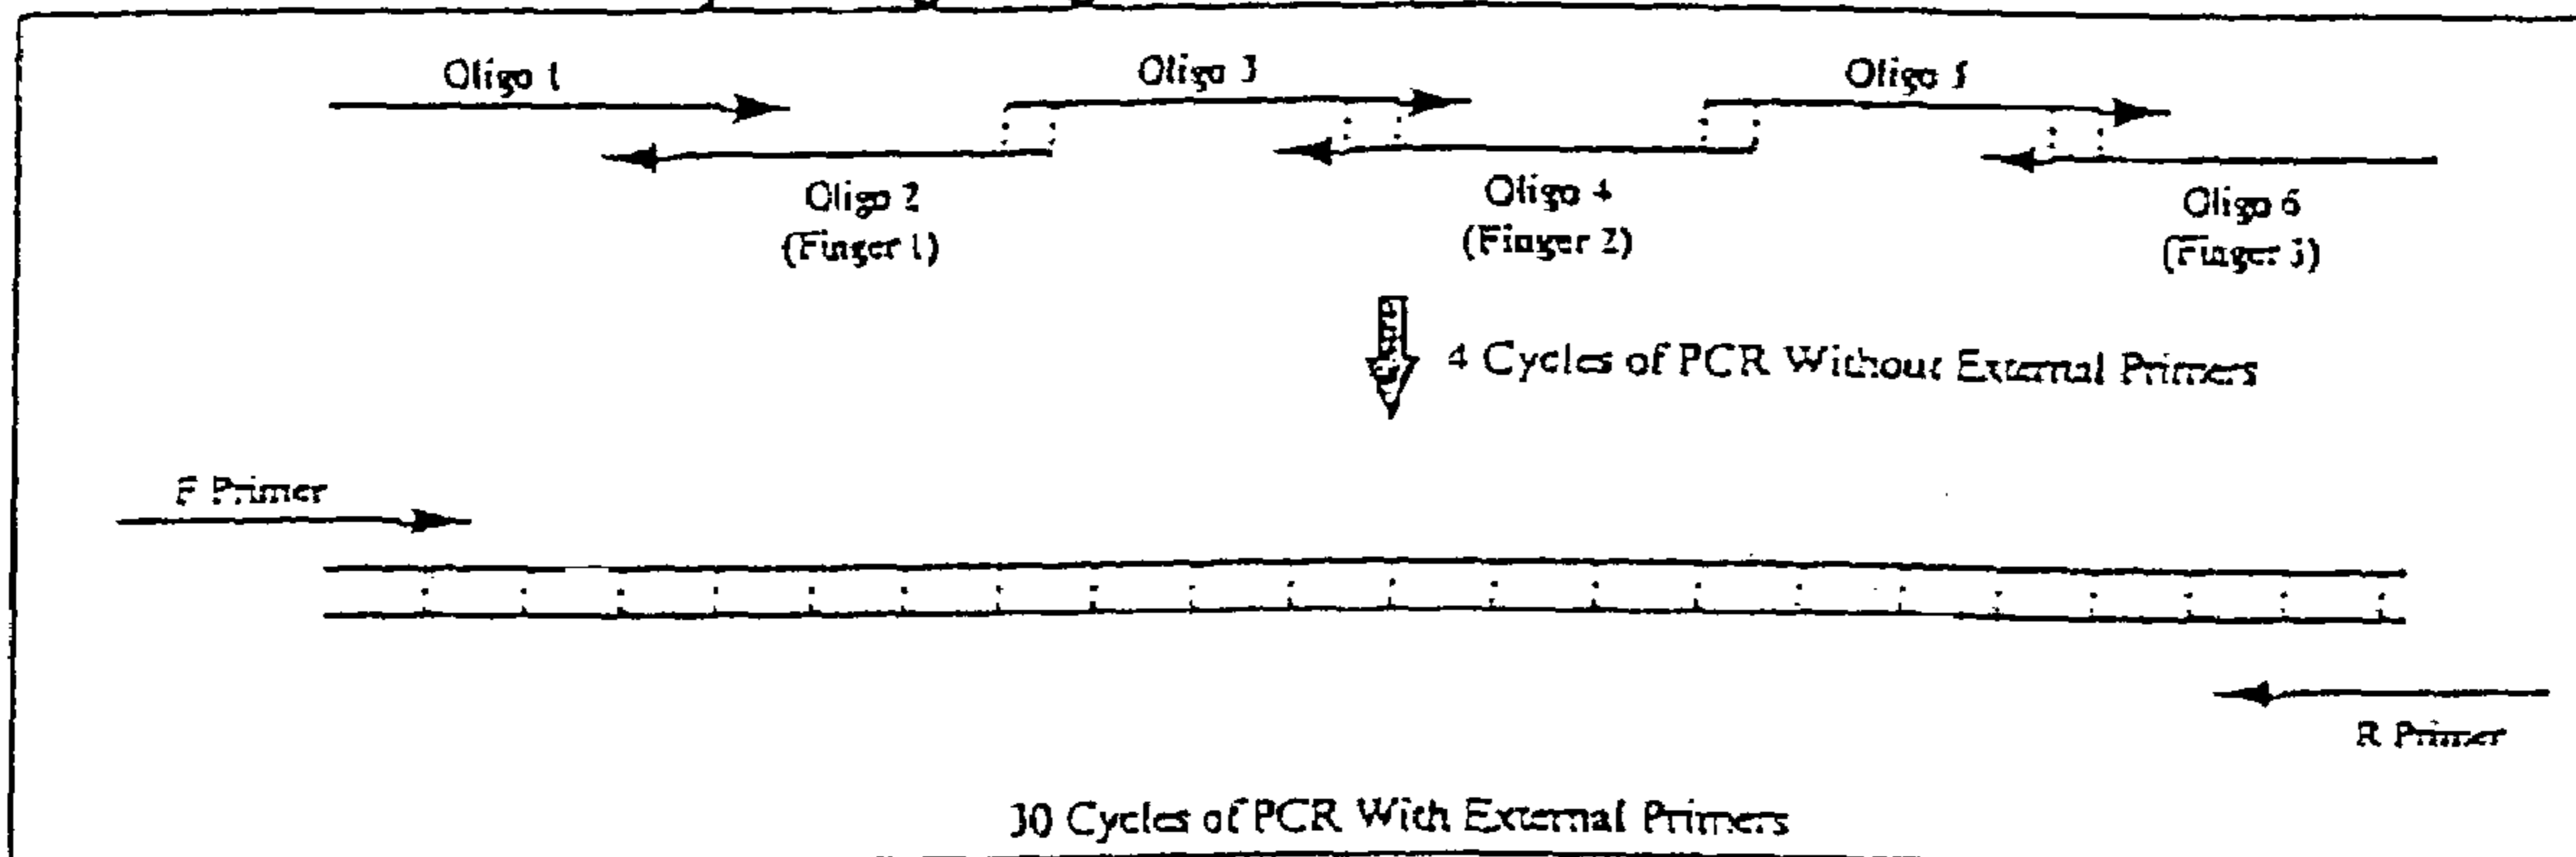 Oligo 1
Oligo 3
Oligo 5
Oligo 2
(Finger 1)
Oligo 4
(Finger 2)
Oligo 6
(Finger 3)
4 Cycles of PCR Without External Primers
F Primer
R Primer
30 Cycles of PCR With External Primers